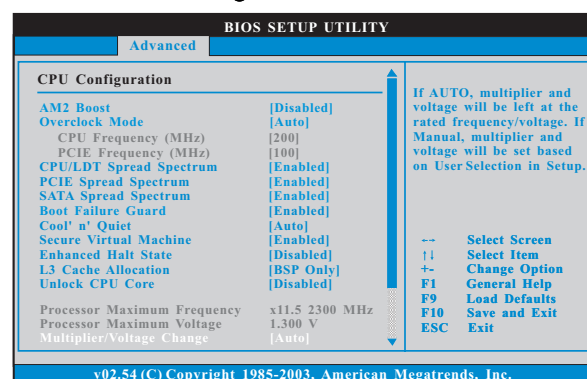 BIOS SETUP UTILITY
Advanced
CPU Configuration
AM2 Boost [Disabled]
Overclock Mode [Auto]
CPU Frequency (MHz) [200]
PCIE Frequency (MHz) [100]
CPU/LDT Spread Spectrum [Enabled]
PCIE Spread Spectrum [Enabled]
SATA Spread Spectrum [Enabled]
Boot Failure Guard [Enabled]
Cool' n' Quiet [Auto]
Secure Virtual Machine [Enabled]
Enhanced Halt State [Disabled]
L3 Cache Allocation [BSP Only]
Unlock CPU Core [Disabled]
Processor Maximum Frequency x11.5 2300 MHz
Processor Maximum Voltage 1.300 V
Multiplier/Voltage Change [Auto]
If AUTO, multiplier and
voltage will be left at the
rated frequency/voltage. If
Manual, multiplier and
voltage will be set based
on User Selection in Setup.
←→ Select Screen
↑↓ Select Item
+- Change Option
F1 General Help
F9 Load Defaults
F10 Save and Exit
ESC Exit
v02.54 (C) Copyright 1985-2003, American Megatrends, Inc.